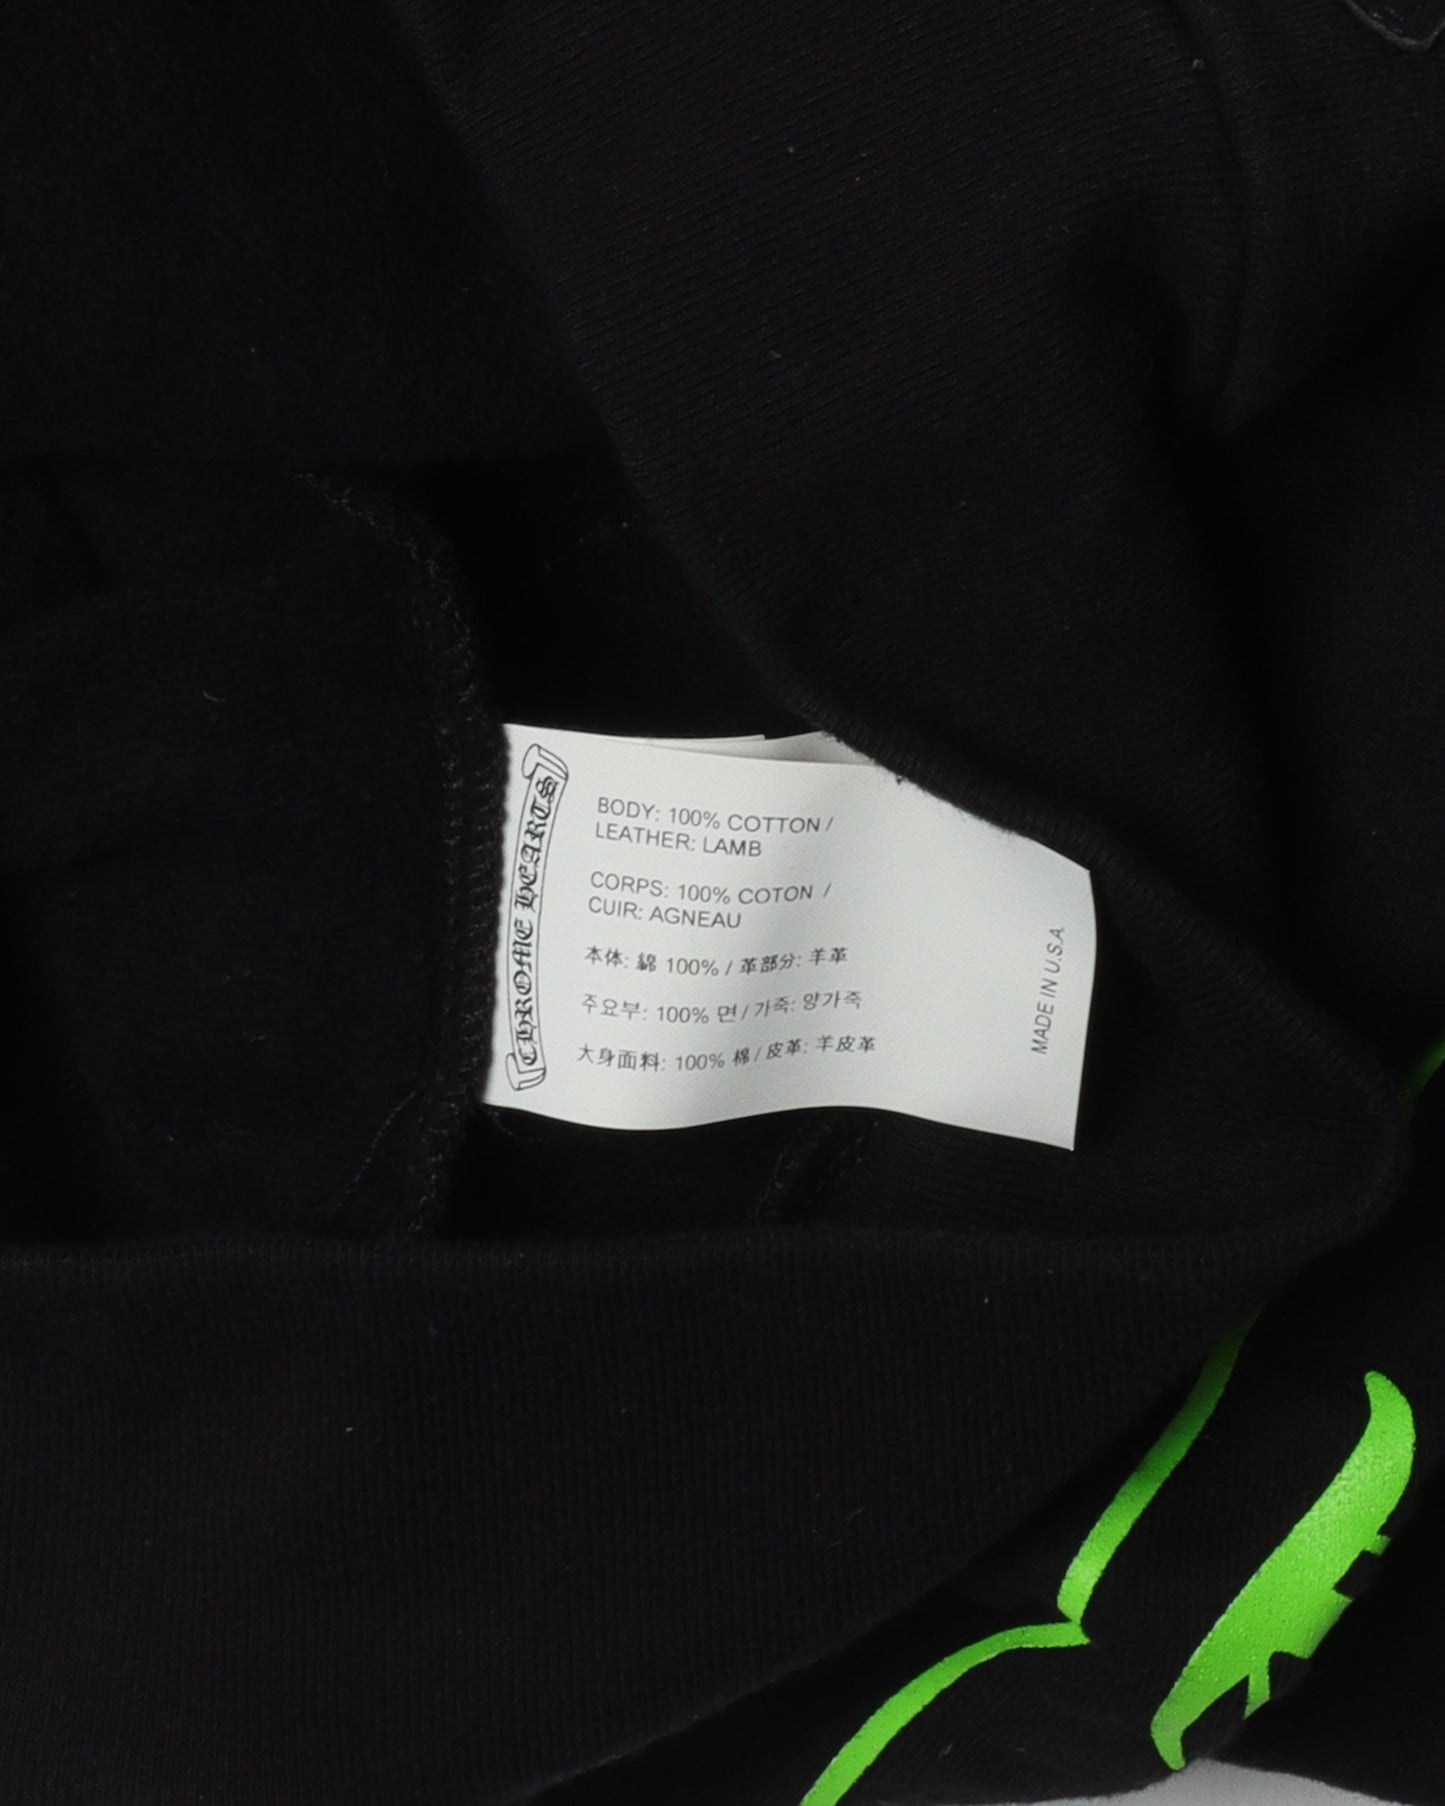 CHROME HEARTS
BODY: 100% COTTON /
LEATHER: LAMB
CORPS: 100% COTON /
CUIR: AGNEAU
本体: 綿 100% / 革部分: 羊革
주요부: 100% 면 / 가죽: 양가죽
大身面料: 100% 棉 / 皮革: 羊皮革
MADE IN U.S.A.